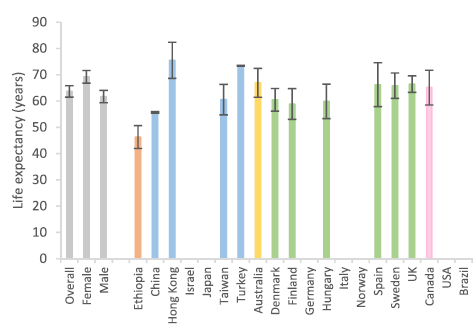 90
80
70
60
50
40
30
20
10
0
Life expectancy (years)
Overall
Female
Male
Ethiopia
China
Hong Kong
Israel
Japan
Taiwan
Turkey
Australia
Denmark
Finland
Germany
Hungary
Italy
Norway
Spain
Sweden
UK
Canada
USA
Brazil